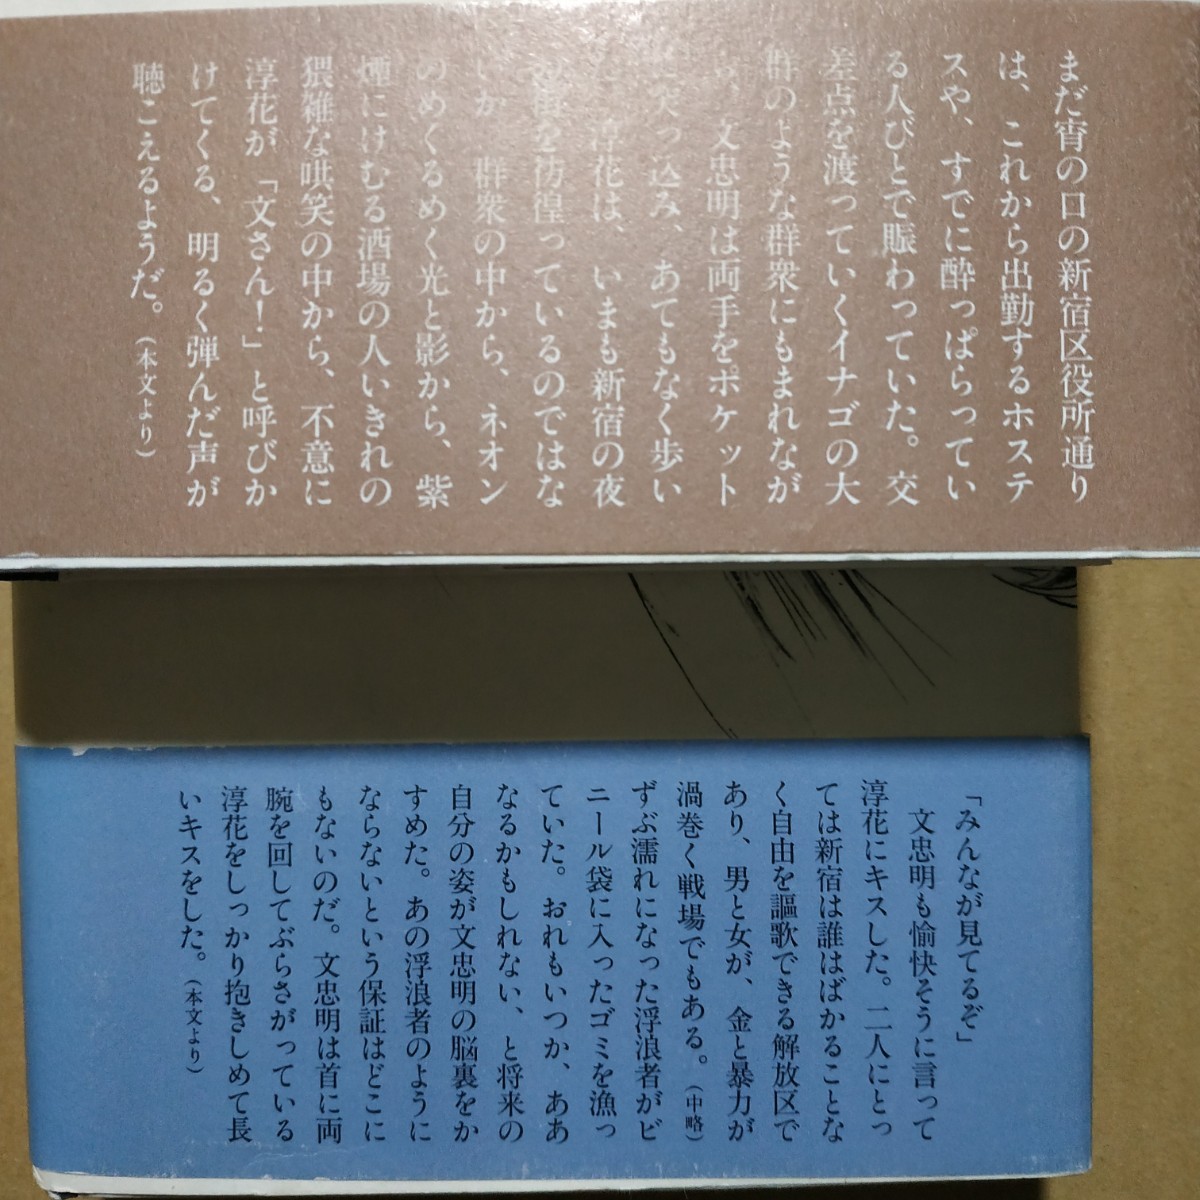 まだ宵の口の新宿区役所通り
は、これから出勤するホステ
スや、すでに酔っぱらってい
る人びとで賑わっていた。交
差点を渡っていくイナゴの大
群のような群衆にもまれなが
ら、文忠明は両手をポケット
に突っ込み、あてもなく歩い
淳花は、いまも新宿の夜
の街を彷徨っているのではな
いか。群衆の中から、ネオン
のめくるめく光と影から、紫
煙にけむる酒場の人いきれの
猥雑な哄笑の中から、不意に
淳花が「文さん！」と呼びか
けてくる、明るく弾んだ声が
聴こえるようだ。（本文より）
「みんなが見てるぞ」
文忠明も愉快そうに言って
淳花にキスした。二人にとっ
ては新宿は誰はばかることな
く自由を謳歌できる解放区で
あり、男と女が、金と暴力が
渦巻く戦場でもある。（中略）
ずぶ濡れになった浮浪者がビ
ニール袋に入ったゴミを漁っ
ていた。おれもいつか、ああ
なるかもしれない、と将来の
自分の姿が文忠明の脳裏をか
すめた。あの浮浪者のように
ならないという保証はどこに
もないのだ。文忠明は首に両
腕を回してぶらさがっている
淳花をしっかり抱きしめて長
いキスをした。（本文より）